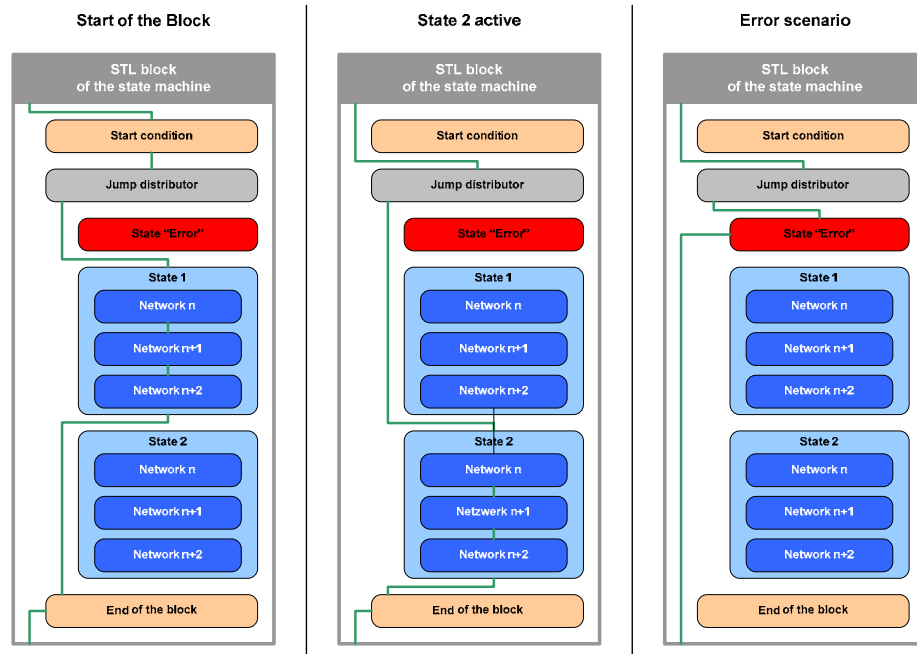 Start of the Block
STL block
of the state machine
Start condition
Jump distributor
State “Error”
State 1
Network n
Network n+1
Network n+2
State 2
Network n
Network n+1
Network n+2
End of the block
State 2 active
STL block
of the state machine
Start condition
Jump distributor
State “Error”
State 1
Network n
Network n+1
Network n+2
State 2
Network n
Netzwerk n+1
Network n+2
End of the block
Error scenario
STL block
of the state machine
Start condition
Jump distributor
State “Error”
State 1
Network n
Network n+1
Network n+2
State 2
Network n
Network n+1
Network n+2
End of the block